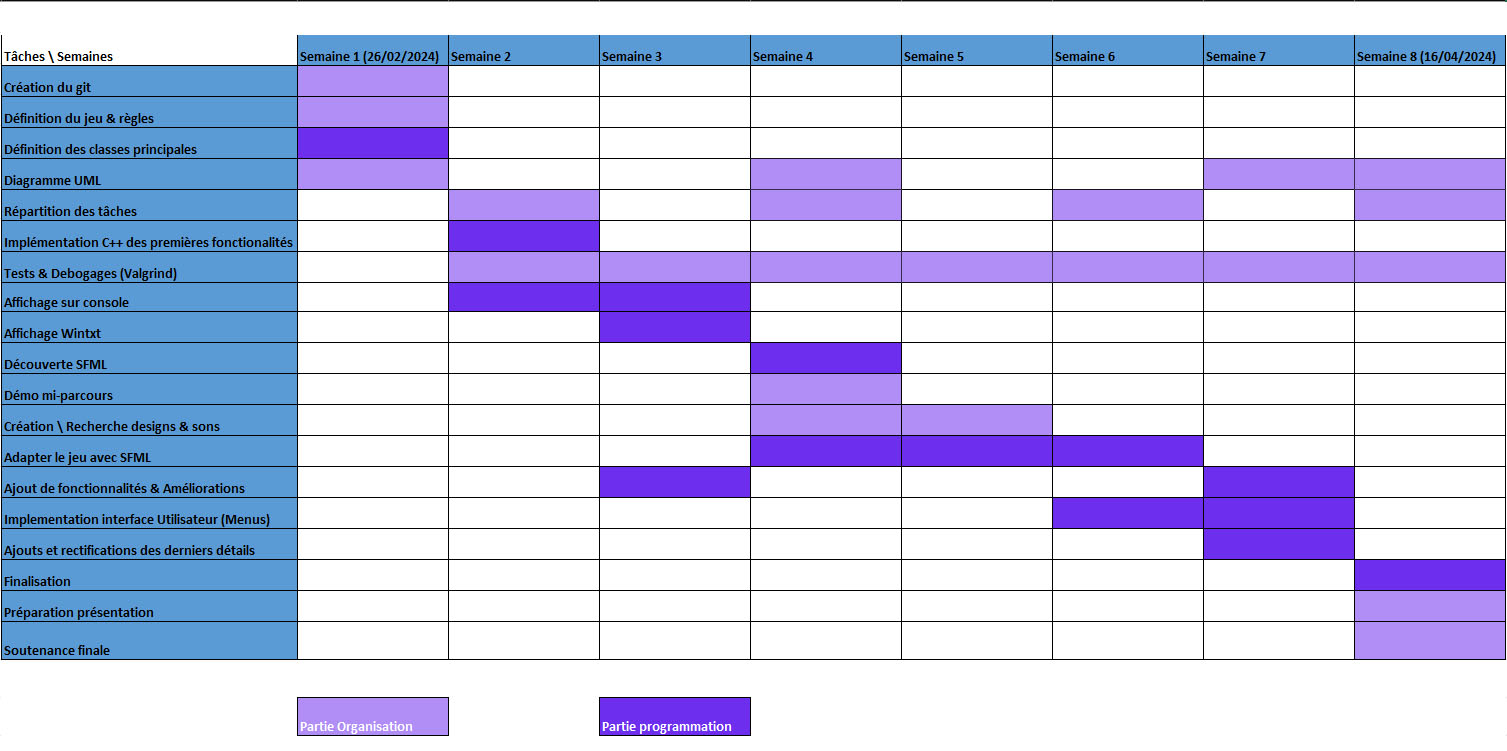 Tâches \ Semaines Semaine 1 (26/02/2024) Semaine 2 Semaine 3 Semaine 4 Semaine 5 Semaine 6 Semaine 7 Semaine 8 (16/04/2024)
Création du git
Définition du jeu & règles
Définition des classes principales
Diagramme UML
Répartition des tâches
Implémentation C++ des premières fonctionalités
Tests & Debogages (Valgrind)
Affichage sur console
Affichage Wintxt
Découverte SFML
Démo mi-parcours
Création \ Recherche designs & sons
Adapter le jeu avec SFML
Ajout de fonctionnalités & Améliorations
Implementation interface Utilisateur (Menus)
Ajouts et rectifications des derniers détails
Finalisation
Préparation présentation
Soutenance finale
Partie Organisation Partie programmation